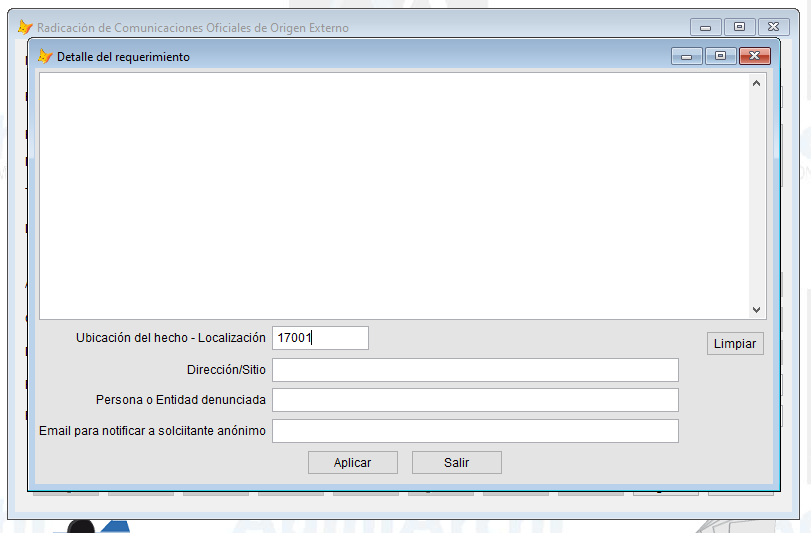 Radicación de Comunicaciones Oficiales de Origen Externo
Detalle del requerimiento
Ubicación del hecho - Localización 17001
Limpiar
Dirección/Sitio
Persona o Entidad denunciada
Email para notificar a solciitante anónimo
Aplicar Salir